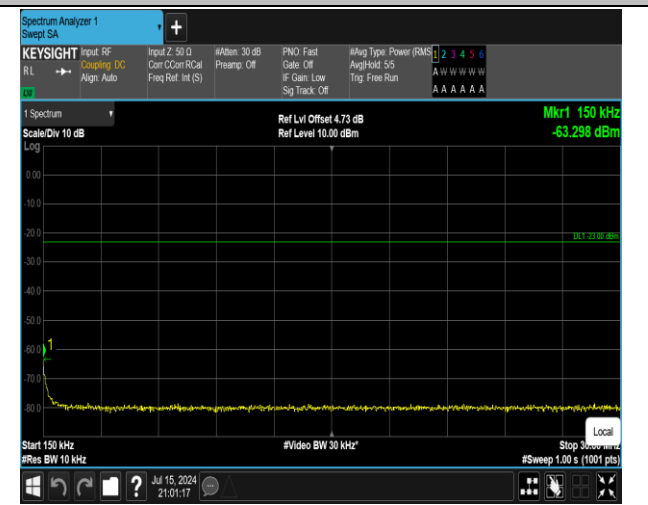 Spectrum Analyzer 1
Swept SA
+
KEYSIGHT
RL
Input: RF
Coupling: DC
Align: Auto
Input Z: 50 Ω
Corr CCorr RCal
Freq Ref: Int (S)
#Atten: 30 dB
Preamp: Off
PNO: Fast
Gate: Off
IF Gain: Low
Sig Track: Off
#Avg Type: Power (RMS
Avg|Hold: 5/5
Trig: Free Run
1 2 3 4 5 6
A W W W W W
A A A A A A
1 Spectrum
Scale/Div 10 dB
Log
Ref Lvl Offset 4.73 dB
Ref Level 10.00 dBm
Mkr1 150 kHz
-63.298 dBm
0.00
-10.0
-20.0
DL1 -23.00 dBm
-30.0
-40.0
-50.0
1
-60.0
-70.0
-80.0
Local
Start 150 kHz
#Video BW 30 kHz*
Stop 30.00 MHz
#Res BW 10 kHz
#Sweep 1.00 s (1001 pts)
?
Jul 15, 2024
21:01:17